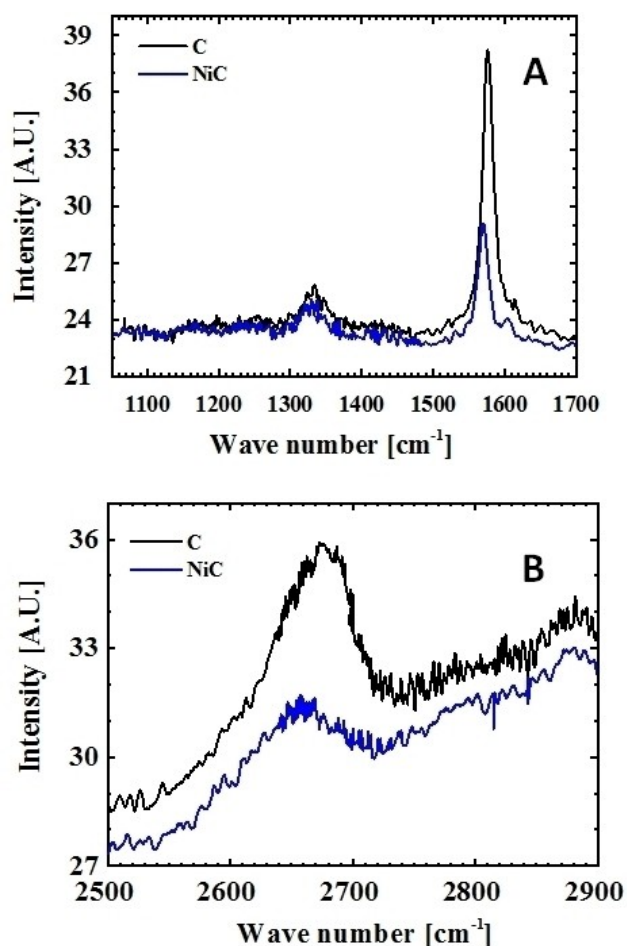 39
36
33
30
27
24
21
Intensity [A.U.]
C
NiC
A
1100 1200 1300 1400 1500 1600 1700
Wave number [cm⁻¹]
36
33
30
27
Intensity [A.U.]
C
NiC
B
2500 2600 2700 2800 2900
Wave number [cm⁻¹]